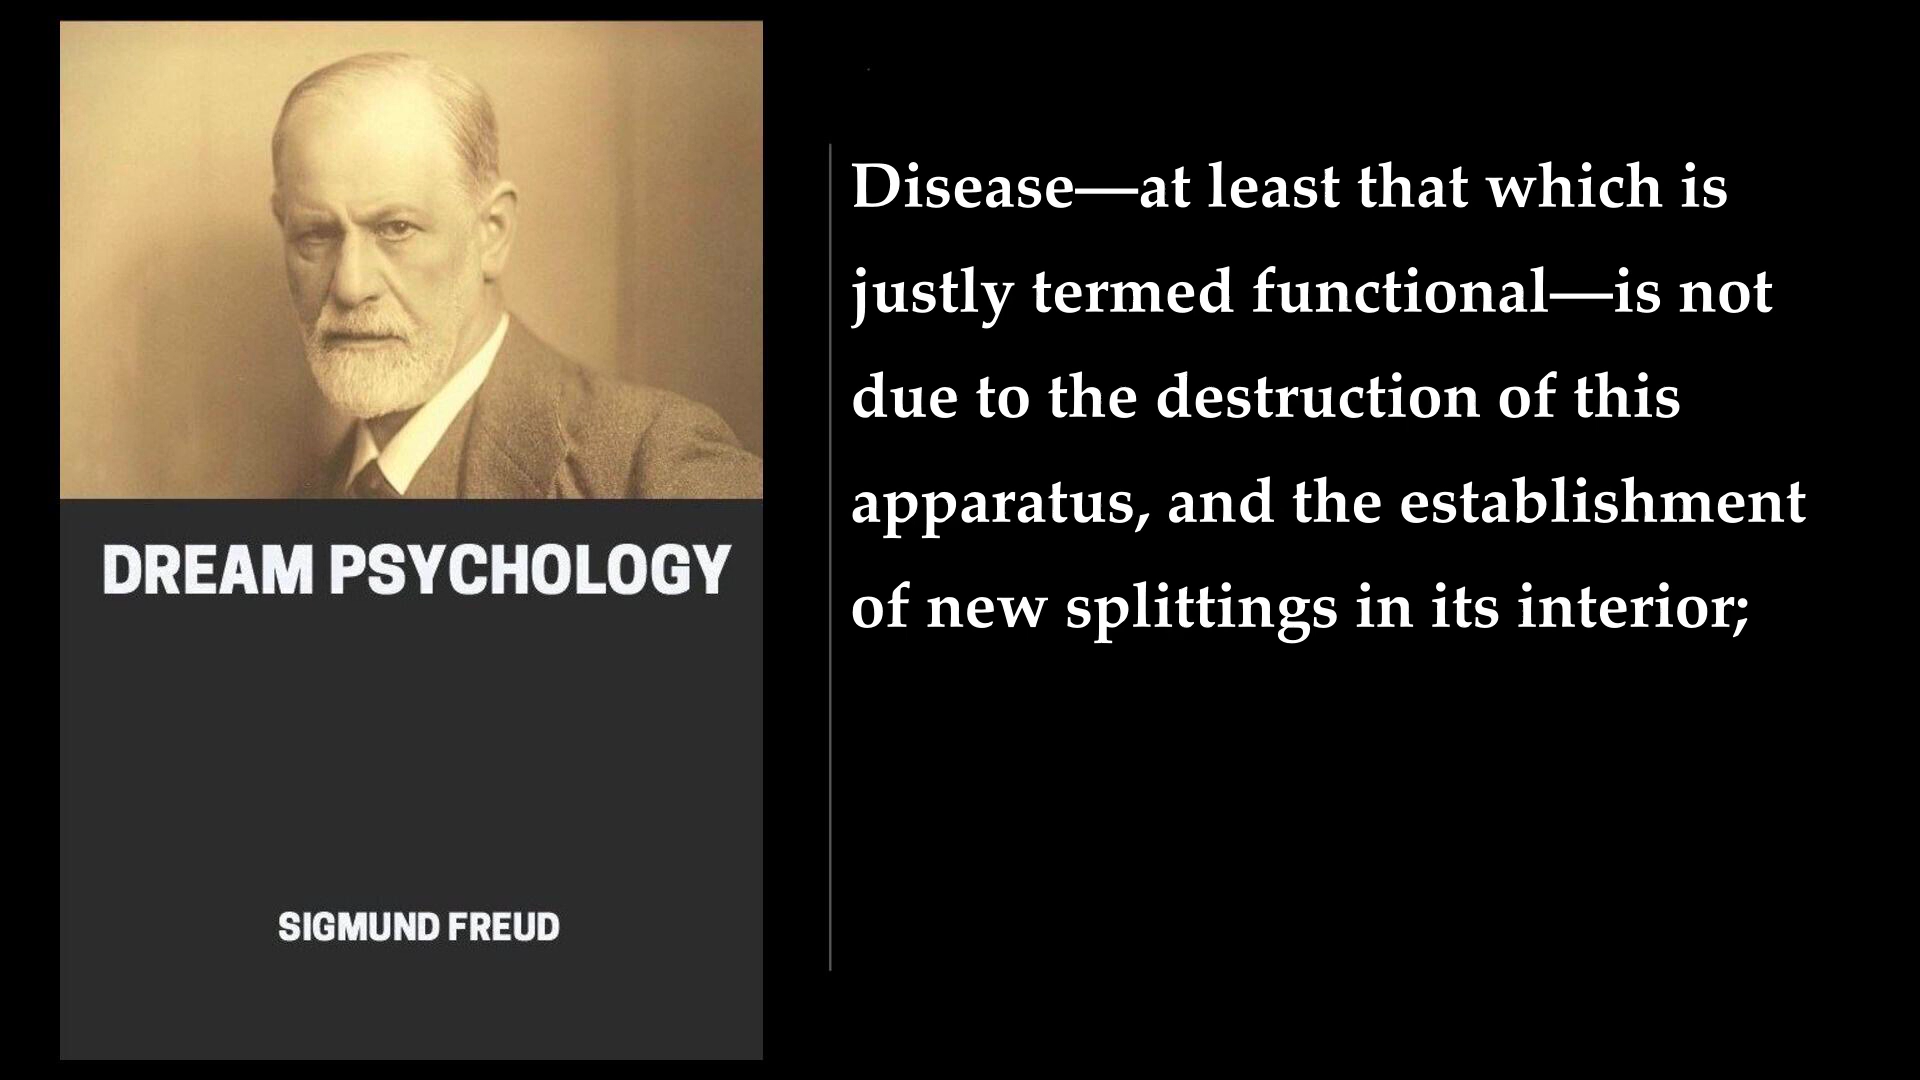 DREAM PSYCHOLOGY
SIGMUND FREUD
Disease—at least that which is
justly termed functional—is not
due to the destruction of this
apparatus, and the establishment
of new splittings in its interior;